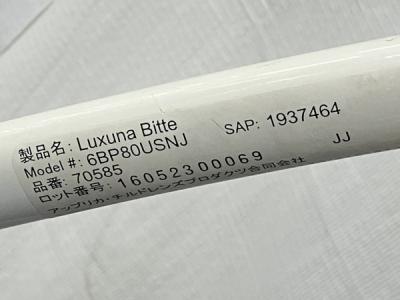 製品名: Luxuna Bitte
Model #: 6BP80USNJ SAP: 1937464
品番: 70585 JJ
ロット番号: 16052300069
アップリカ・チルドレンズプロダクツ合同会社